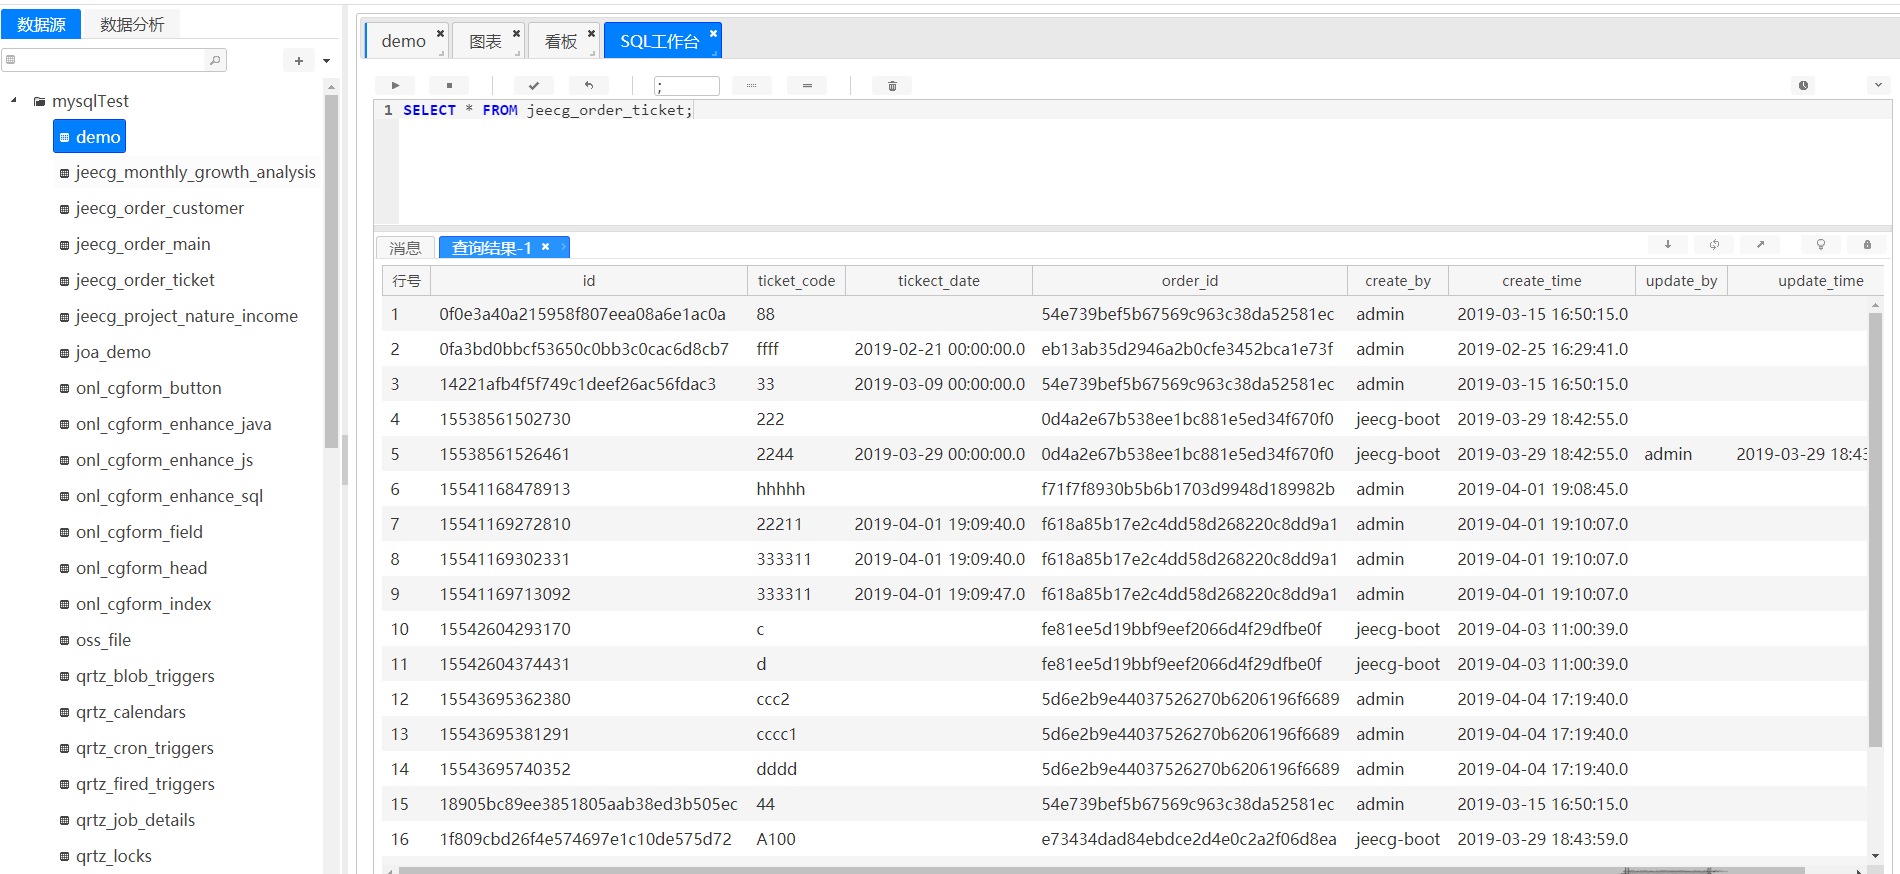 数据源 数据分析
mysqlTest
demo
jeecg_monthly_growth_analysis
jeecg_order_customer
jeecg_order_main
jeecg_order_ticket
jeecg_project_nature_income
joa_demo
onl_cgform_button
onl_cgform_enhance_java
onl_cgform_enhance_js
onl_cgform_enhance_sql
onl_cgform_field
onl_cgform_head
onl_cgform_index
oss_file
qrtz_blob_triggers
qrtz_calendars
qrtz_cron_triggers
qrtz_fired_triggers
qrtz_job_details
qrtz_locks
demo 图表 看板 SQL工作台
;
1 SELECT * FROM jeecg_order_ticket;
消息 查询结果-1
行号 id ticket_code tickect_date order_id create_by create_time update_by update_time
1 0f0e3a40a215958f807eea08a6e1ac0a 88 54e739bef5b67569c963c38da52581ec admin 2019-03-15 16:50:15.0
2 0fa3bd0bbcf53650c0bb3c0cac6d8cb7 ffff 2019-02-21 00:00:00.0 eb13ab35d2946a2b0cfe3452bca1e73f admin 2019-02-25 16:29:41.0
3 14221afb4f5f749c1deef26ac56fdac3 33 2019-03-09 00:00:00.0 54e739bef5b67569c963c38da52581ec admin 2019-03-15 16:50:15.0
4 15538561502730 222 0d4a2e67b538ee1bc881e5ed34f670f0 jeecg-boot 2019-03-29 18:42:55.0
5 15538561526461 2244 2019-03-29 00:00:00.0 0d4a2e67b538ee1bc881e5ed34f670f0 jeecg-boot 2019-03-29 18:42:55.0 admin 2019-03-29 18:43
6 15541168478913 hhhhh f71f7f8930b5b6b1703d9948d189982b admin 2019-04-01 19:08:45.0
7 15541169272810 22211 2019-04-01 19:09:40.0 f618a85b17e2c4dd58d268220c8dd9a1 admin 2019-04-01 19:10:07.0
8 15541169302331 333311 2019-04-01 19:09:40.0 f618a85b17e2c4dd58d268220c8dd9a1 admin 2019-04-01 19:10:07.0
9 15541169713092 333311 2019-04-01 19:09:47.0 f618a85b17e2c4dd58d268220c8dd9a1 admin 2019-04-01 19:10:07.0
10 15542604293170 c fe81ee5d19bbf9eef2066d4f29dfbe0f jeecg-boot 2019-04-03 11:00:39.0
11 15542604374431 d fe81ee5d19bbf9eef2066d4f29dfbe0f jeecg-boot 2019-04-03 11:00:39.0
12 15543695362380 ccc2 5d6e2b9e44037526270b6206196f6689 admin 2019-04-04 17:19:40.0
13 15543695381291 cccc1 5d6e2b9e44037526270b6206196f6689 admin 2019-04-04 17:19:40.0
14 15543695740352 dddd 5d6e2b9e44037526270b6206196f6689 admin 2019-04-04 17:19:40.0
15 18905bc89ee3851805aab38ed3b505ec 44 54e739bef5b67569c963c38da52581ec admin 2019-03-15 16:50:15.0
16 1f809cbd26f4e574697e1c10de575d72 A100 e73434dad84ebdce2d4e0c2a2f06d8ea jeecg-boot 2019-03-29 18:43:59.0